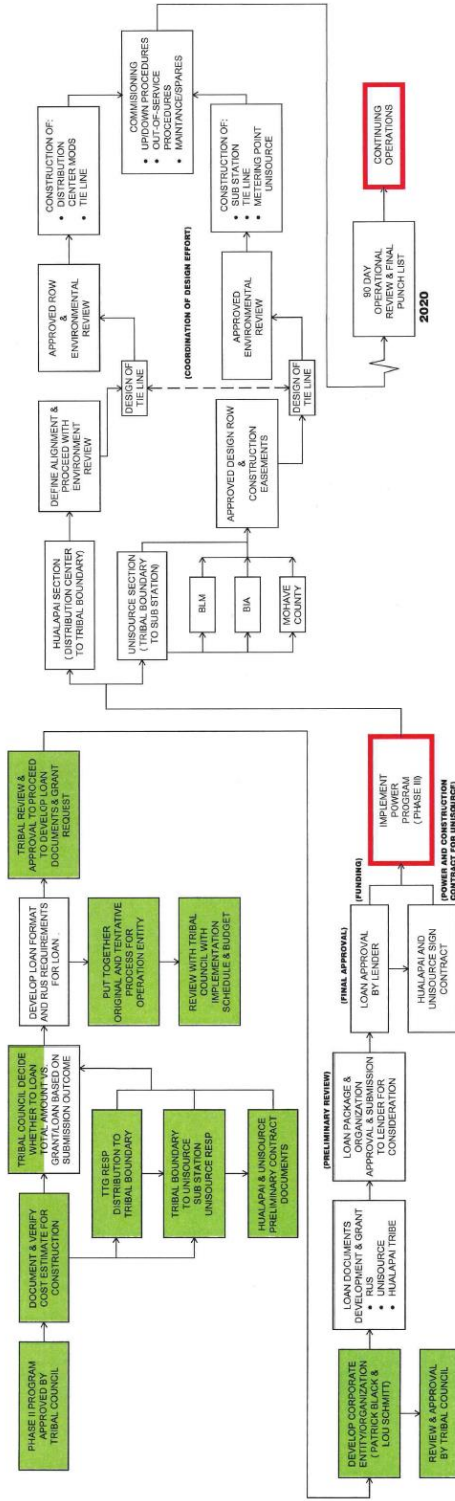 PHASE II PROGRAM
APPROVED BY
TRIBAL COUNCIL
DOCUMENT & VERIFY
COST ESTIMATE FOR
CONSTRUCTION
TRIBAL COUNCIL DECIDE
WHETHER TO LOAN
TOTAL AMOUNT VS.
GRANT/LOAN BASED ON
SUBMISSION OUTCOME
DEVELOP LOAN FORMAT
AND RUS REQUIREMENTS
FOR LOAN .
TRIBAL REVIEW &
APPROVAL TO PROCEED
TO DEVELOP LOAN
DOCUMENTS & GRANT
REQUEST
TTG RESP
DISTRIBUTION TO
TRIBAL BOUNDARY
TRIBAL BOUNDARY
TO UNISOURCE
SUB STATION
UNISOURCE RESP
HUALAPAI & UNISOURCE
PRELIMINARY CONTRACT
DOCUMENTS
PUT TOGETHER
ORIGINAL AND TENTATIVE
PROCESS FOR
OPERATION ENTITY
REVIEW WITH TRIBAL
COUNCIL WITH
IMPLEMENTATION
SCHEDULE & BUDGET
DEVELOP CORPORATE
ENTITY/ORGANIZATION
( PATRICK BLACK &
LOU SCHMITT)
REVIEW & APPROVAL
BY TRIBAL COUNCIL
LOAN DOCUMENTS
DEVELOPMENT & GRANT
• RUS
• UNISOURCE
• HUALAPAI TRIBE
(PRELIMINARY REVIEW)
LOAN PACKAGE &
ORGANIZATION
APPROVAL & SUBMISSION
TO LENDER FOR
CONSIDERATION
(FINAL APPROVAL)
LOAN APPROVAL
BY LENDER
(FUNDING)
HUALAPAI AND
UNISOURCE SIGN
CONTRACT
(POWER AND CONSTRUCTION
CONTRACT FOR UNISOURCE)
IMPLEMENT
POWER
PROGRAM
( PHASE III)
HUALAPAI SECTION
( DISTRIBUTION CENTER
TO TRIBAL BOUNDARY)
DEFINE ALIGNMENT &
PROCEED WITH
ENVIRONMENT
REVIEW
DESIGN OF
TIE LINE
APPROVED ROW
&
ENVIRONMENTAL
REVIEW
CONSTRUCTION OF:
• DISTRIBUTION
CENTER MODS
• TIE LINE
UNISOURCE SECTION
( TRIBAL BOUNDARY
TO SUB STATION)
BLM
BIA
MOHAVE
COUNTY
APPROVED DESIGN ROW
&
CONSTRUCTION
EASEMENTS
DESIGN OF
TIE LINE
(COORDINATION OF DESIGN EFFORT)
APPROVED
ENVIRONMENTAL
REVIEW
CONSTRUCTION OF:
• SUB STATION
• TIE LINE
• METERING POINT
UNISOURCE
COMMISIONING
• UP/DOWN PROCEDURES
• OUT-OF-SERVICE
PROCEDURES
• MAINTANCE/SPARES
90 DAY
OPERATIONAL
REVIEW & FINAL
PUNCH LIST
2020
CONTINUING
OPERATIONS